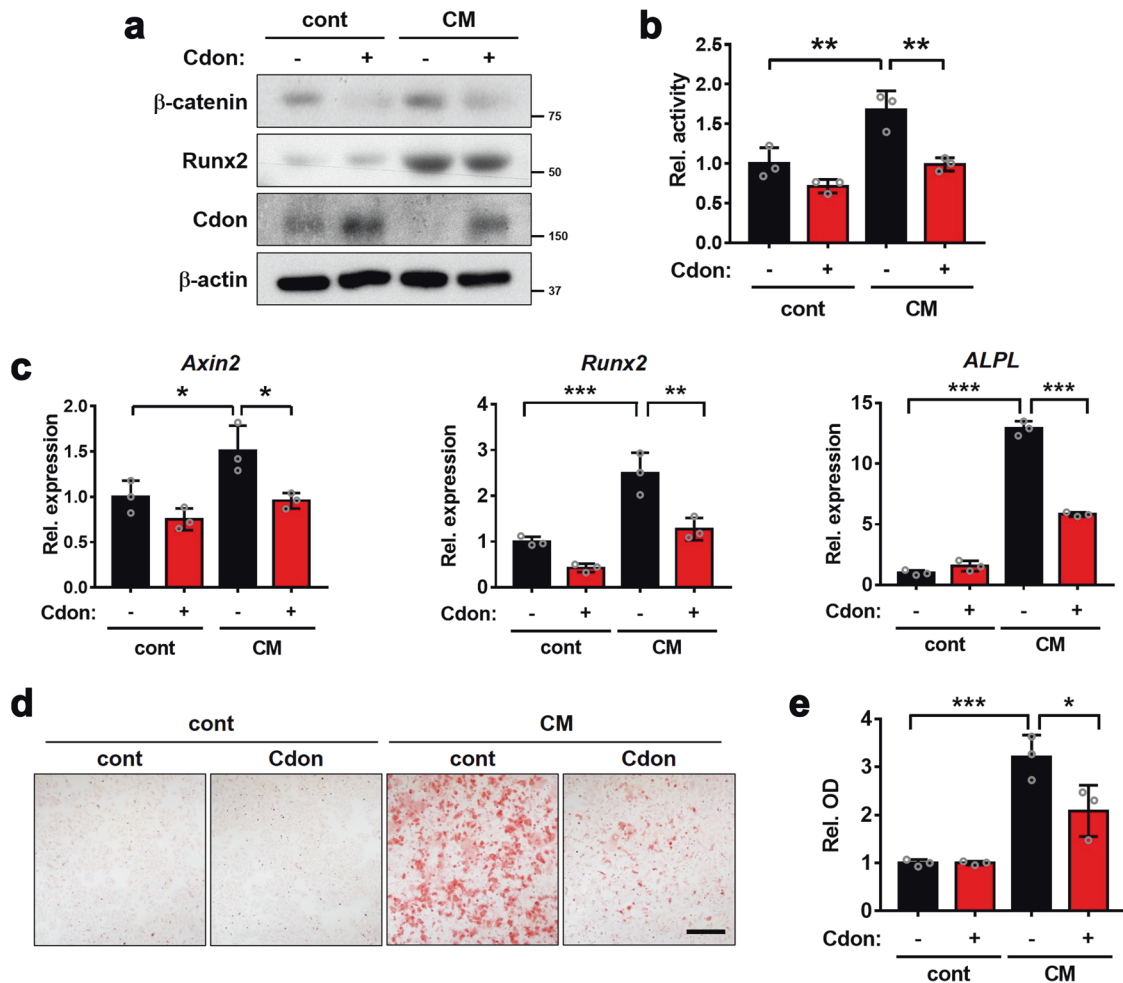 a
cont CM
Cdon: - + - +
β-catenin
75
Runx2
50
Cdon
150
β-actin
37
b
Rel. activity
2.5
2.0
1.5
1.0
0.5
0.0
** **
Cdon: - + - +
cont CM
c
Axin2
Rel. expression
2.0
1.5
1.0
0.5
0.0
* *
Cdon: - + - +
cont CM
Runx2
Rel. expression
4
3
2
1
0
*** **
Cdon: - + - +
cont CM
ALPL
Rel. expression
15
10
5
0
*** ***
Cdon: - + - +
cont CM
d
cont CM
cont Cdon cont Cdon
e
Rel. OD
4
3
2
1
0
*** *
Cdon: - + - +
cont CM